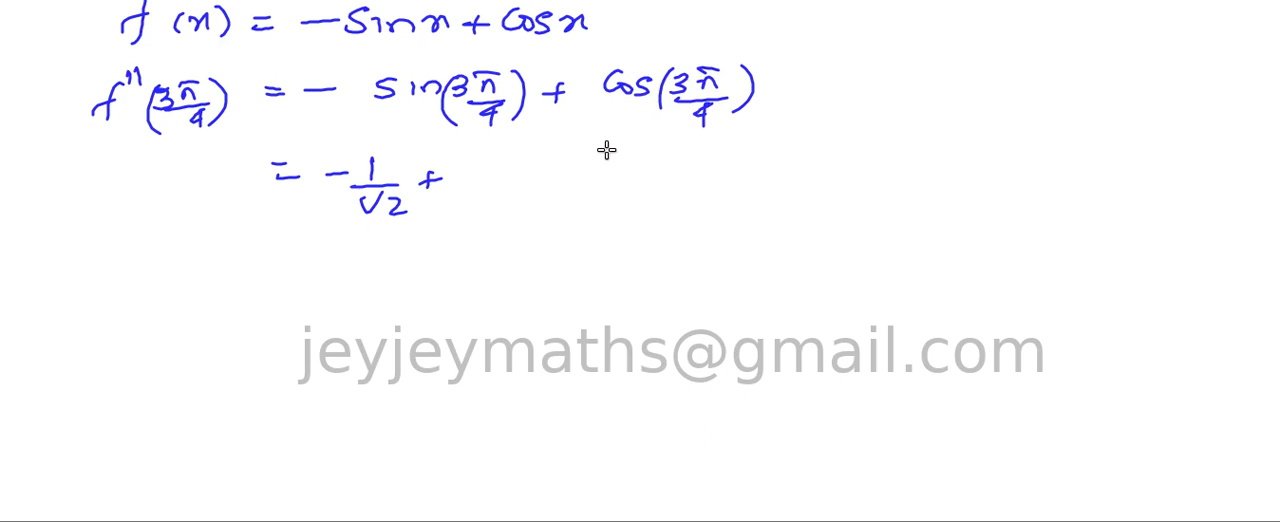 f (x) = -Sinx + Cosx
f"(3π/4) = - Sin(3π/4) + Cos(3π/4)
= -1/√2 +
jeyjeymaths@gmail.com